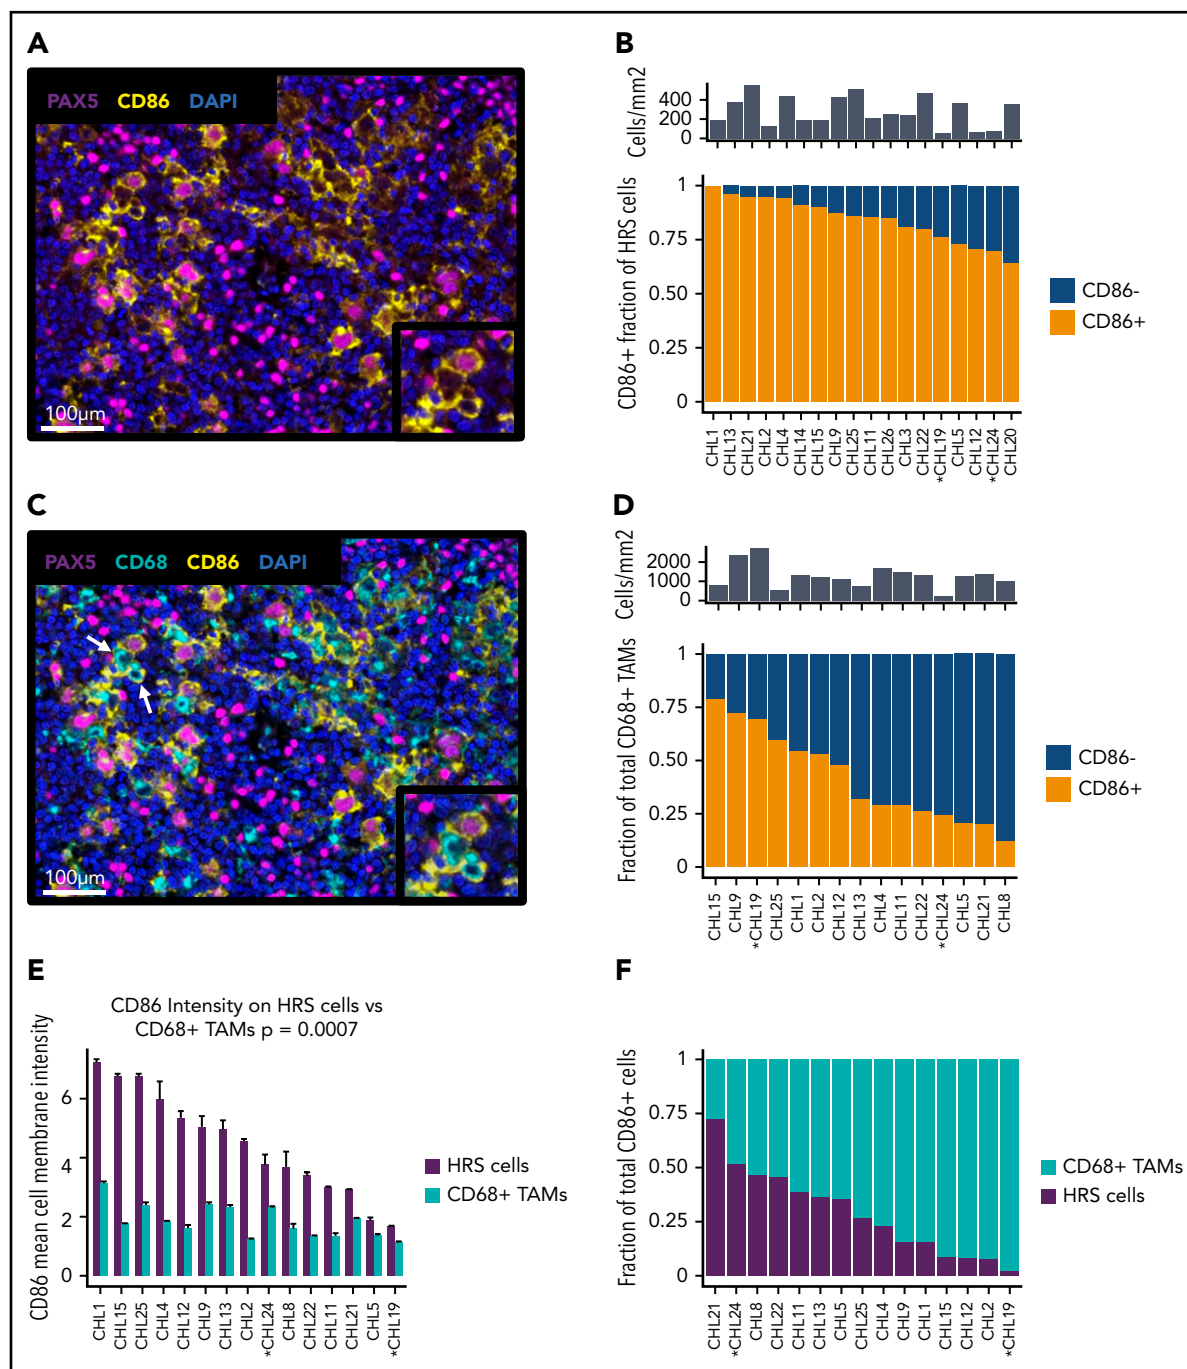 A
PAX5 CD86 DAPI
100µm
B
Cells/mm2
400
200
0
CD86+ fraction of HRS cells
1
0.75
0.50
0.25
0
CHL1 CHL13 CHL21 CHL2 CHL4 CHL14 CHL15 CHL9 CHL25 CHL11 CHL26 CHL3 CHL22 *CHL19 CHL5 CHL12 *CHL24 CHL20
CD86-
CD86+
C
PAX5 CD68 CD86 DAPI
100µm
D
Cells/mm2
2000
1000
0
Fraction of total CD68+ TAMs
1
0.75
0.50
0.25
0
CHL15 CHL9 *CHL19 CHL25 CHL1 CHL2 CHL12 CHL13 CHL4 CHL11 CHL22 *CHL24 CHL5 CHL21 CHL8
CD86-
CD86+
E
CD86 Intensity on HRS cells vs
CD68+ TAMs p = 0.0007
CD86 mean cell membrane intensity
6
4
2
0
CHL1 CHL15 CHL25 CHL4 CHL12 CHL9 CHL13 CHL2 *CHL24 CHL8 CHL22 CHL11 CHL21 CHL5 *CHL19
HRS cells
CD68+ TAMs
F
Fraction of total CD86+ cells
1
0.75
0.50
0.25
0
CHL21 *CHL24 CHL8 CHL22 CHL11 CHL13 CHL5 CHL25 CHL4 CHL9 CHL1 CHL15 CHL12 CHL2 *CHL19
CD68+ TAMs
HRS cells